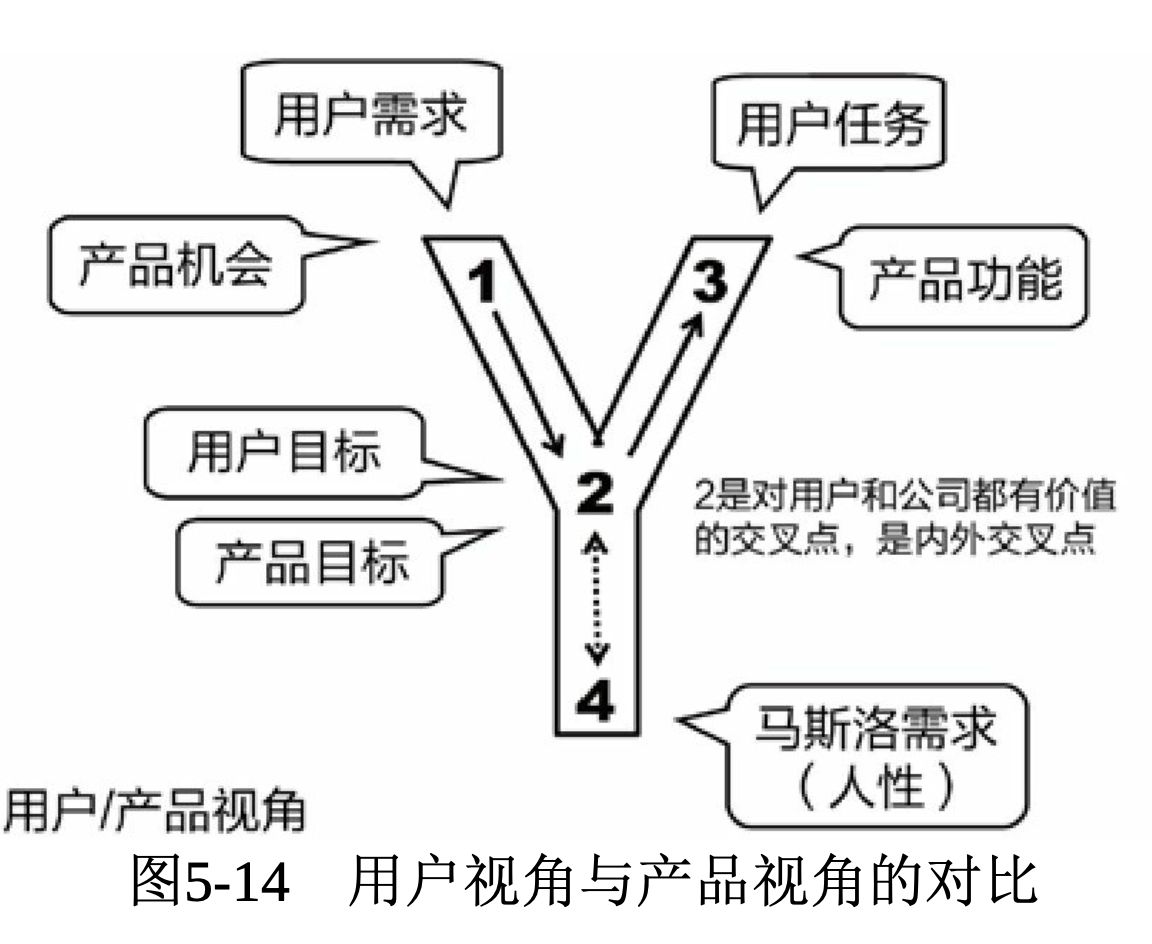 用户需求
用户任务
产品机会
产品功能
1
3
用户目标
2
2是对用户和公司都有价值
的交叉点，是内外交叉点
产品目标
4
马斯洛需求
（人性）
用户/产品视角
图5-14　用户视角与产品视角的对比